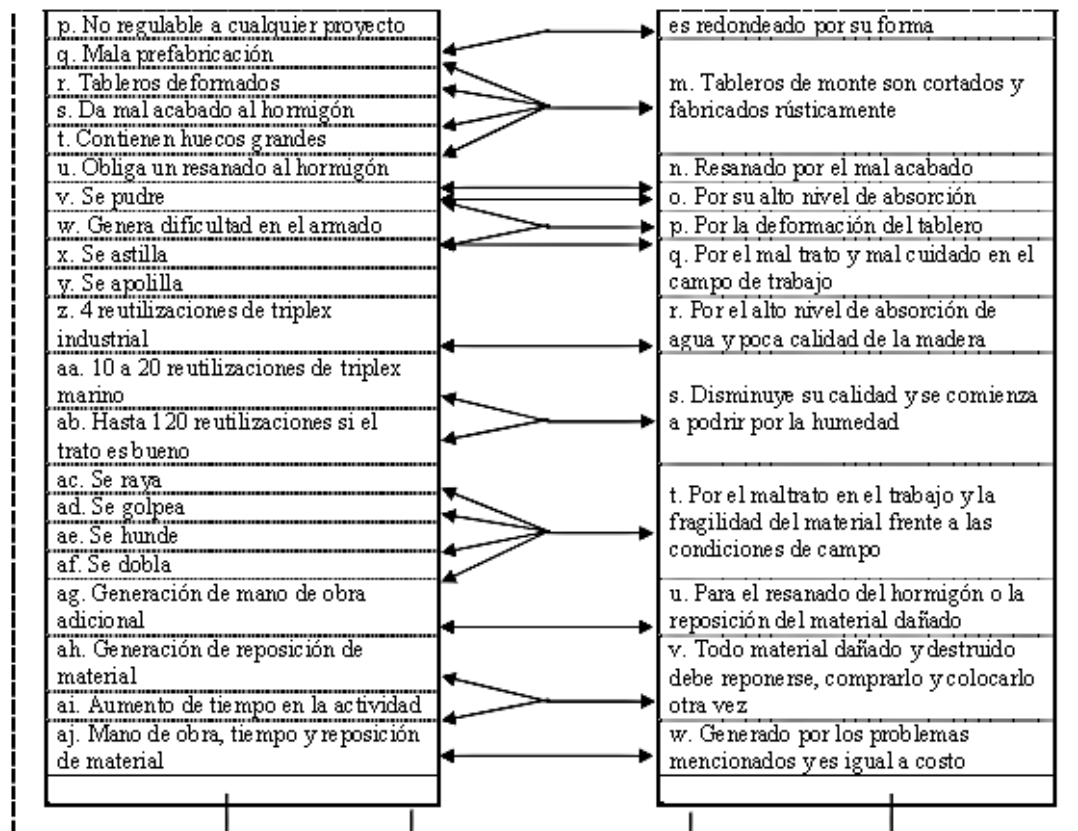 p. No regulable a cualquier proyecto
q. Mala prefabricación
r. Tableros deformados
s. Da mal acabado al hormigón
t. Contienen huecos grandes
u. Obliga un resanado al hormigón
v. Se pudre
w. Genera dificultad en el armado
x. Se astilla
y. Se apolilla
z. 4 reutilizaciones de triplex
industrial
aa. 10 a 20 reutilizaciones de triplex
marino
ab. Hasta 120 reutilizaciones si el
trato es bueno
ac. Se raya
ad. Se golpea
ae. Se hunde
af. Se dobla
ag. Generación de mano de obra
adicional
ah. Generación de reposición de
material
ai. Aumento de tiempo en la actividad
aj. Mano de obra, tiempo y reposición
de material
es redondeado por su forma
m. Tableros de monte son cortados y
fabricados rústicamente
n. Resanado por el mal acabado
o. Por su alto nivel de absorción
p. Por la deformación del tablero
q. Por el mal trato y mal cuidado en el
campo de trabajo
r. Por el alto nivel de absorción de
agua y poca calidad de la madera
s. Disminuye su calidad y se comienza
a podrir por la humedad
t. Por el maltrato en el trabajo y la
fragilidad del material frente a las
condiciones de campo
u. Para el resanado del hormigón o la
reposición del material dañado
v. Todo material dañado y destruido
debe reponerse, comprarlo y colocarlo
otra vez
w. Generado por los problemas
mencionados y es igual a costo